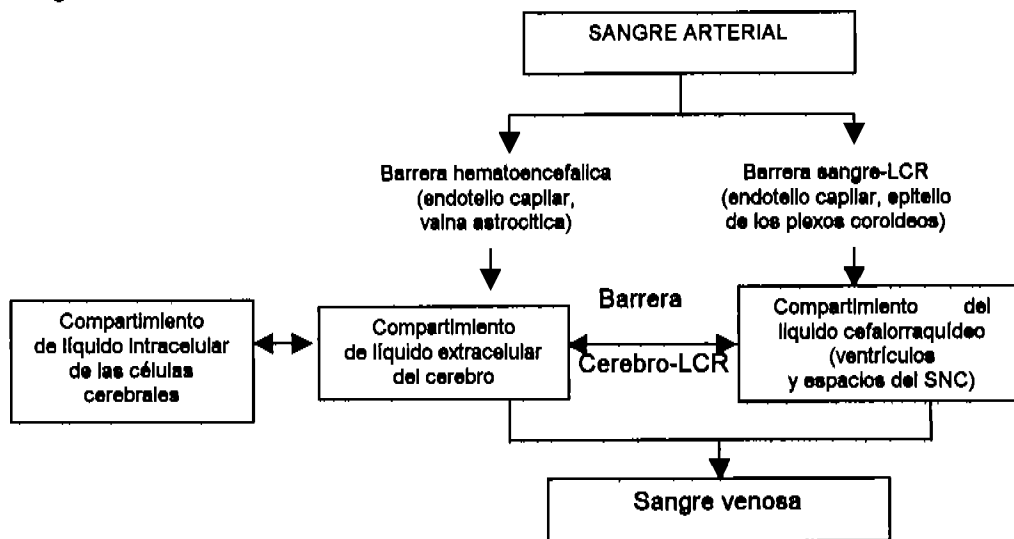 SANGRE ARTERIAL
Barrera hematoencefalica
(endotelio capilar,
vaina astrocitica)
Barrera sangre-LCR
(endotelio capilar, epitelio
de los plexos coroideos)
Compartimiento
de líquido intracelular
de las células
cerebrales
Compartimiento
de líquido extracelular
del cerebro
Barrera
Cerebro-LCR
Compartimiento del
líquido cefalorraquídeo
(ventrículos
y espacios del SNC)
Sangre venosa